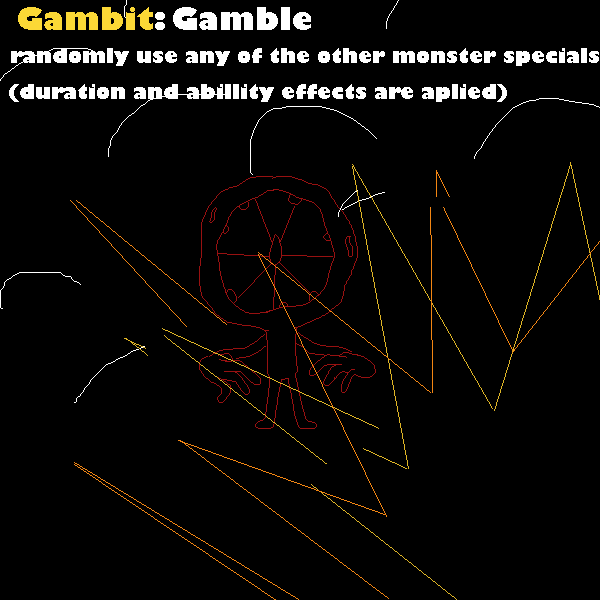 Gambit: Gamble
randomly use any of the other monster specials
(duration and abillity effects are aplied)